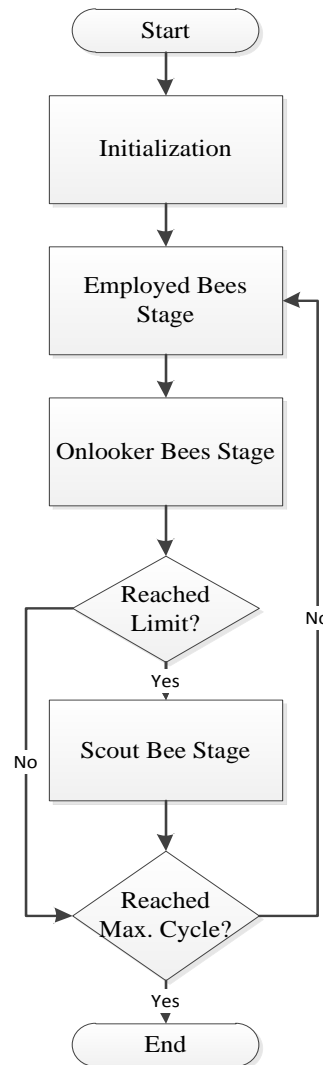 Start
Initialization
Employed Bees
Stage
Onlooker Bees Stage
Reached
Limit?
Yes
No
Scout Bee Stage
No
Reached
Max. Cycle?
Yes
End